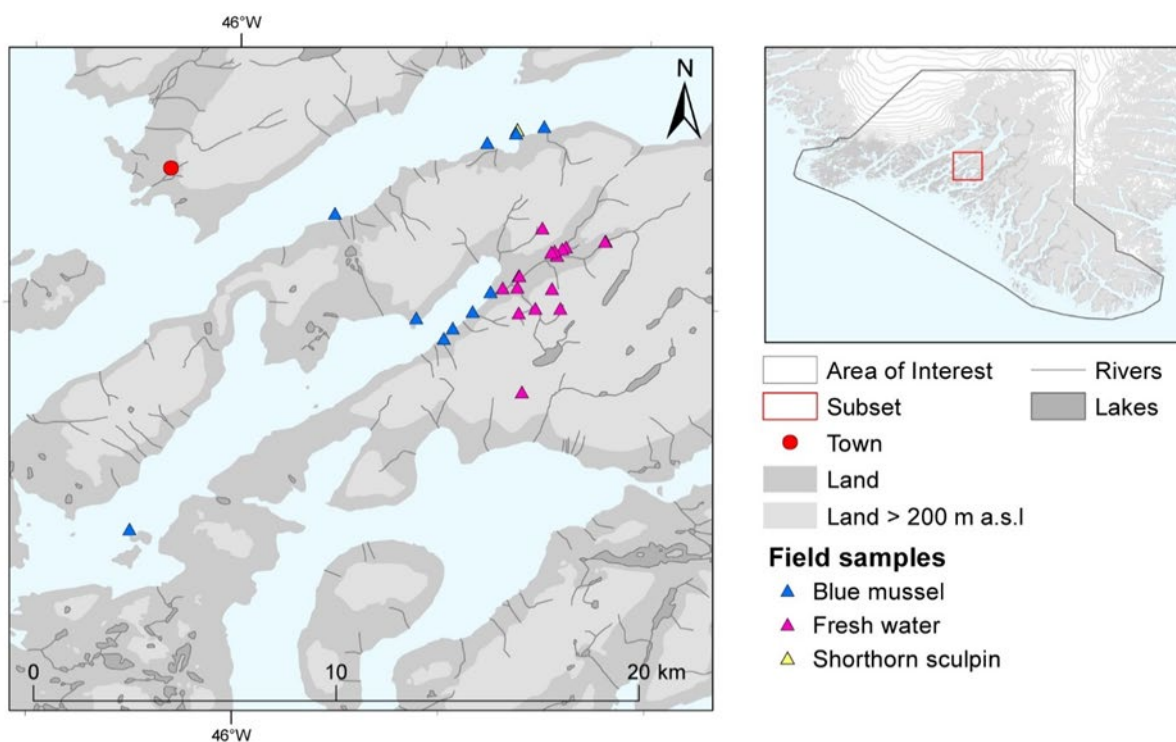 46°W
N
0 10 20 km
46°W
Area of Interest
Rivers
Subset
Lakes
Town
Land
Land > 200 m a.s.l
Field samples
Blue mussel
Fresh water
Shorthorn sculpin